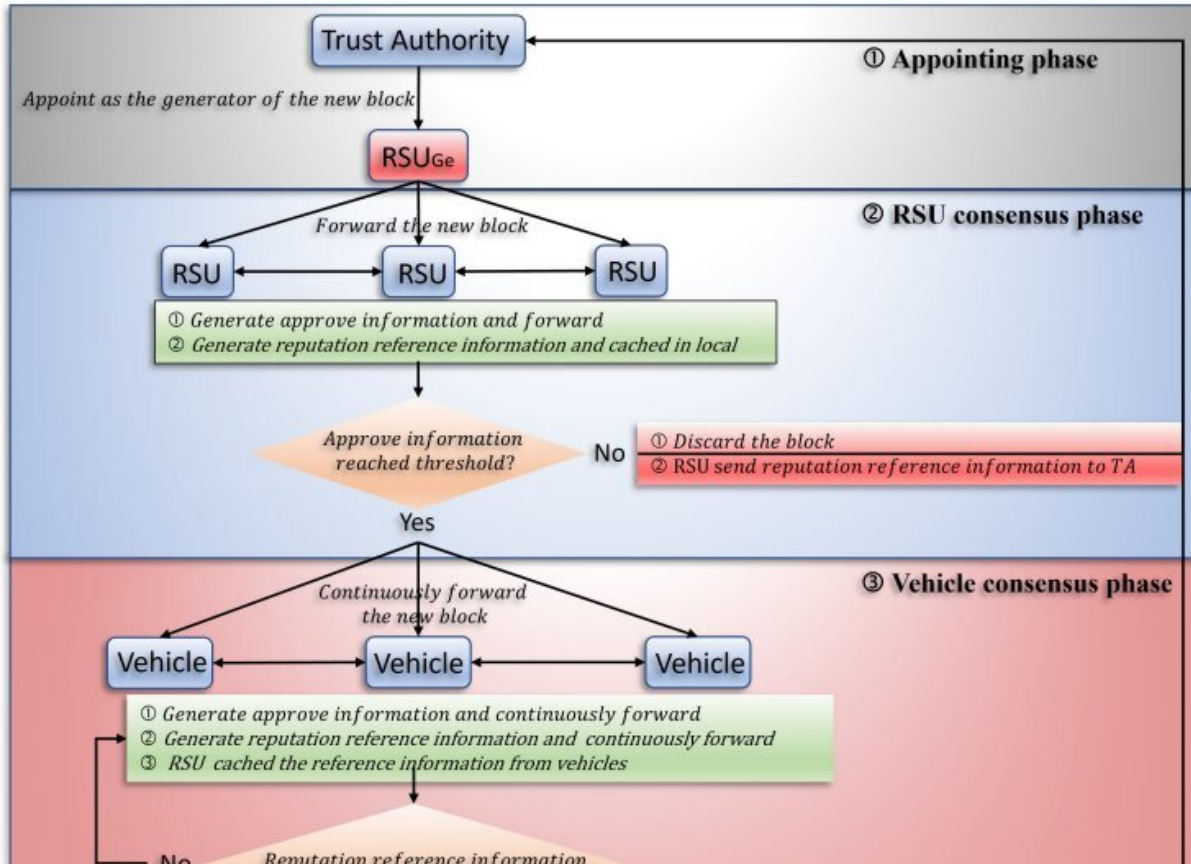 Trust Authority
① Appointing phase
Appoint as the generator of the new block
RSUGe
② RSU consensus phase
Forward the new block
RSU
RSU
RSU
① Generate approve information and forward
② Generate reputation reference information and cached in local
Approve information
reached threshold?
No
① Discard the block
② RSU send reputation reference information to TA
Yes
③ Vehicle consensus phase
Continuously forward
the new block
Vehicle
Vehicle
Vehicle
① Generate approve information and continuously forward
② Generate reputation reference information and continuously forward
③ RSU cached the reference information from vehicles
No
Reputation reference information